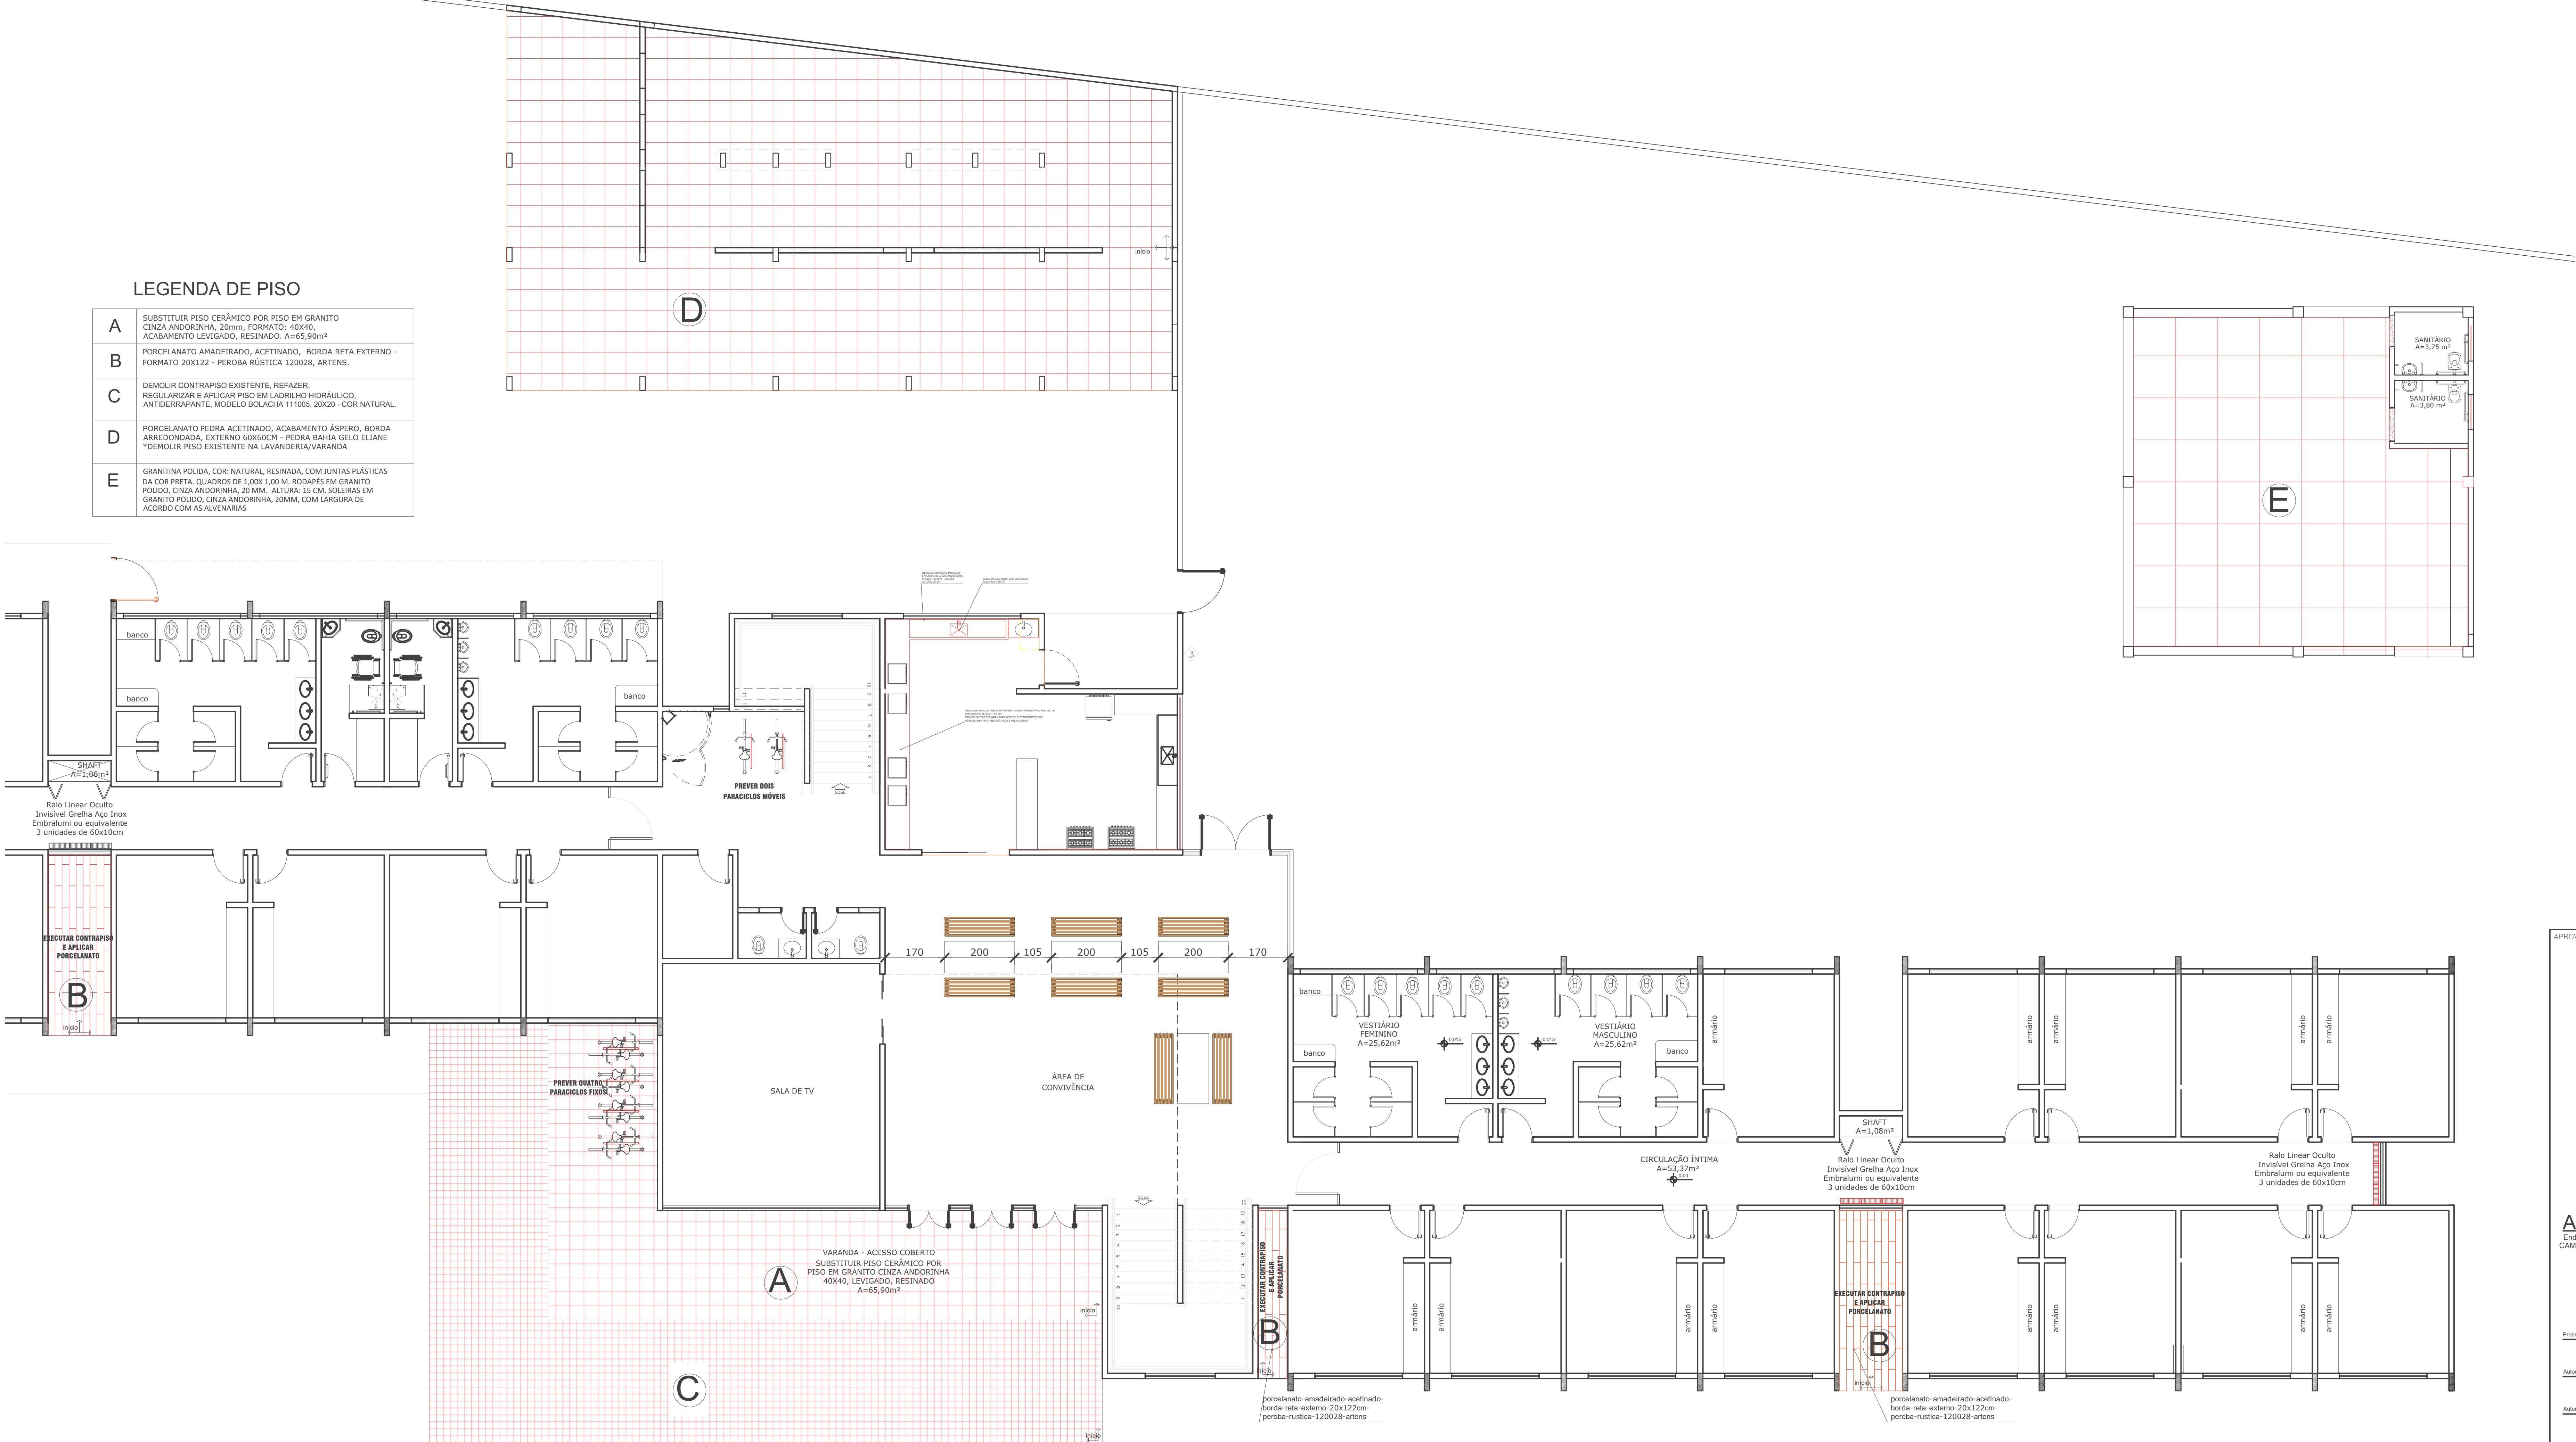 LEGENDA DE PISO
A
SUBSTITUIR PISO CERÂMICO POR PISO EM GRANITO
CINZA ANDORINHA, 20mm, FORMATO: 40X40,
ACABAMENTO LEVIGADO, RESINADO. A=65,90m²
B
PORCELANATO AMADEIRADO, ACETINADO, BORDA RETA EXTERNO -
FORMATO 20X122 - PEROBA RÚSTICA 120028, ARTENS.
C
DEMOLIR CONTRAPISO EXISTENTE, REFAZER,
REGULARIZAR E APLICAR PISO EM LADRILHO HIDRÁULICO,
ANTIDERRAPANTE, MODELO BOLACHA 111005, 20X20 - COR NATURAL.
D
PORCELANATO PEDRA ACETINADO, ACABAMENTO ÁSPERO, BORDA
ARREDONDADA, EXTERNO 60X60CM - PEDRA BAHIA GELO ELIANE
*DEMOLIR PISO EXISTENTE NA LAVANDERIA/VARANDA
E
GRANITINA POLIDA, COR: NATURAL, RESINADA, COM JUNTAS PLÁSTICAS
DA COR PRETA. QUADROS DE 1,00X 1,00 M. RODAPÉS EM GRANITO
POLIDO, CINZA ANDORINHA, 20 MM. ALTURA: 15 CM. SOLEIRAS EM
GRANITO POLIDO, CINZA ANDORINHA, 20MM, COM LARGURA DE
ACORDO COM AS ALVENARIAS
início
D
SANITÁRIO
A=3,75 m²
SANITÁRIO
A=3,80 m²
E
banco
banco
banco
SHAFT
A=1,08m²
Ralo Linear Oculto
Invisível Grelha Aço Inox
Embralumi ou equivalente
3 unidades de 60x10cm
PREVER DOIS
PARACICLOS MÓVEIS
SOBE
3
EXECUTAR CONTRAPISO
E APLICAR
PORCELANATO
B
início
170
200
105
200
105
200
170
PREVER QUATRO
PARACICLOS FIXOS
SALA DE TV
ÁREA DE
CONVIVÊNCIA
banco
banco
VESTIÁRIO
FEMININO
A=25,62m²
-0.015
-0.015
VESTIÁRIO
MASCULINO
A=25,62m²
banco
armário
armário
armário
armário
armário
SHAFT
A=1,08m²
CIRCULAÇÃO ÍNTIMA
A=53,37m²
0.00
Ralo Linear Oculto
Invisível Grelha Aço Inox
Embralumi ou equivalente
3 unidades de 60x10cm
Ralo Linear Oculto
Invisível Grelha Aço Inox
Embralumi ou equivalente
3 unidades de 60x10cm
SOBE
VARANDA - ACESSO COBERTO
SUBSTITUIR PISO CERÂMICO POR
PISO EM GRANITO CINZA ANDORINHA
40X40, LEVIGADO, RESINADO
A=65,90m²
A
início
C
início
EXECUTAR CONTRAPISO
E APLICAR
PORCELANATO
B
início
porcelanato-amadeirado-acetinado-
borda-reta-externo-20x122cm-
peroba-rustica-120028-artens
armário
armário
armário
armário
EXECUTAR CONTRAPISO
E APLICAR
PORCELANATO
B
início
porcelanato-amadeirado-acetinado-
borda-reta-externo-20x122cm-
peroba-rustica-120028-artens
armário
armário
armário
armário